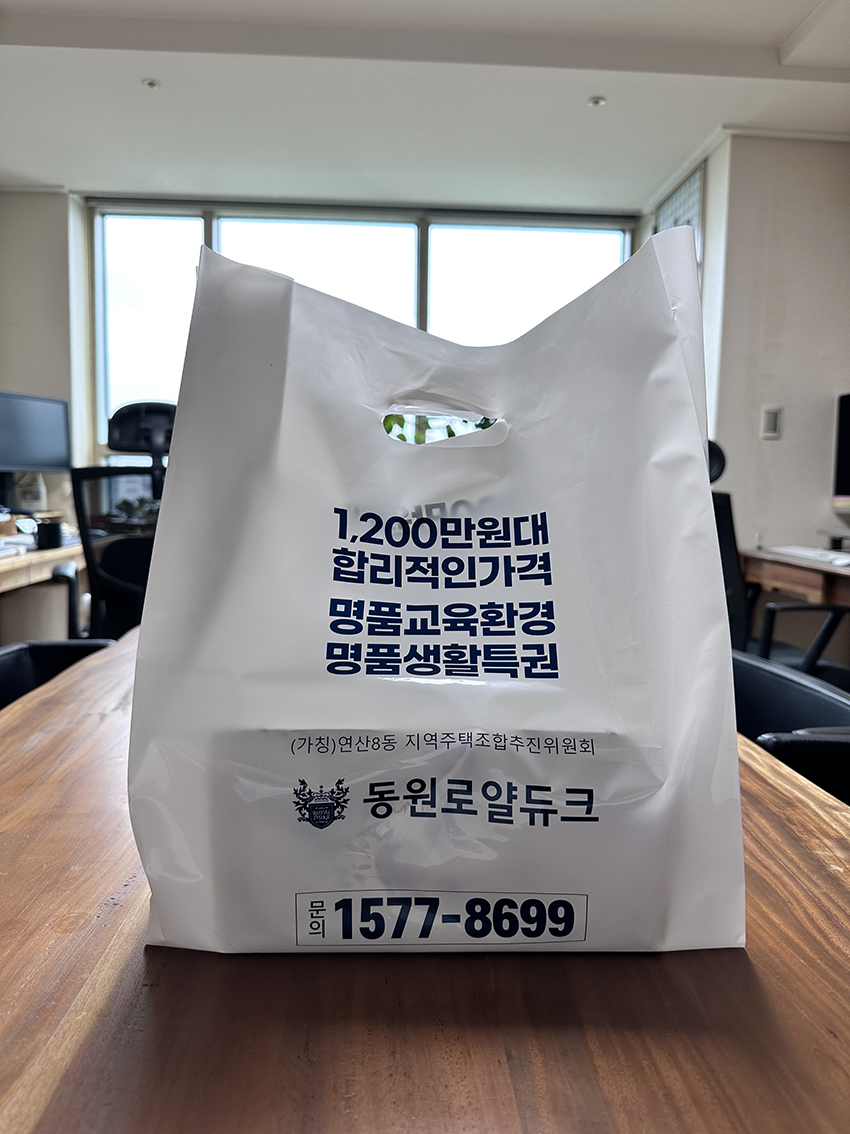 1,200만원대
합리적인가격
명품교육환경
명품생활특권
(가칭)연산8동 지역주택조합추진위원회
ROYAL
DUKE
동원로얄듀크
문의
1577-8699